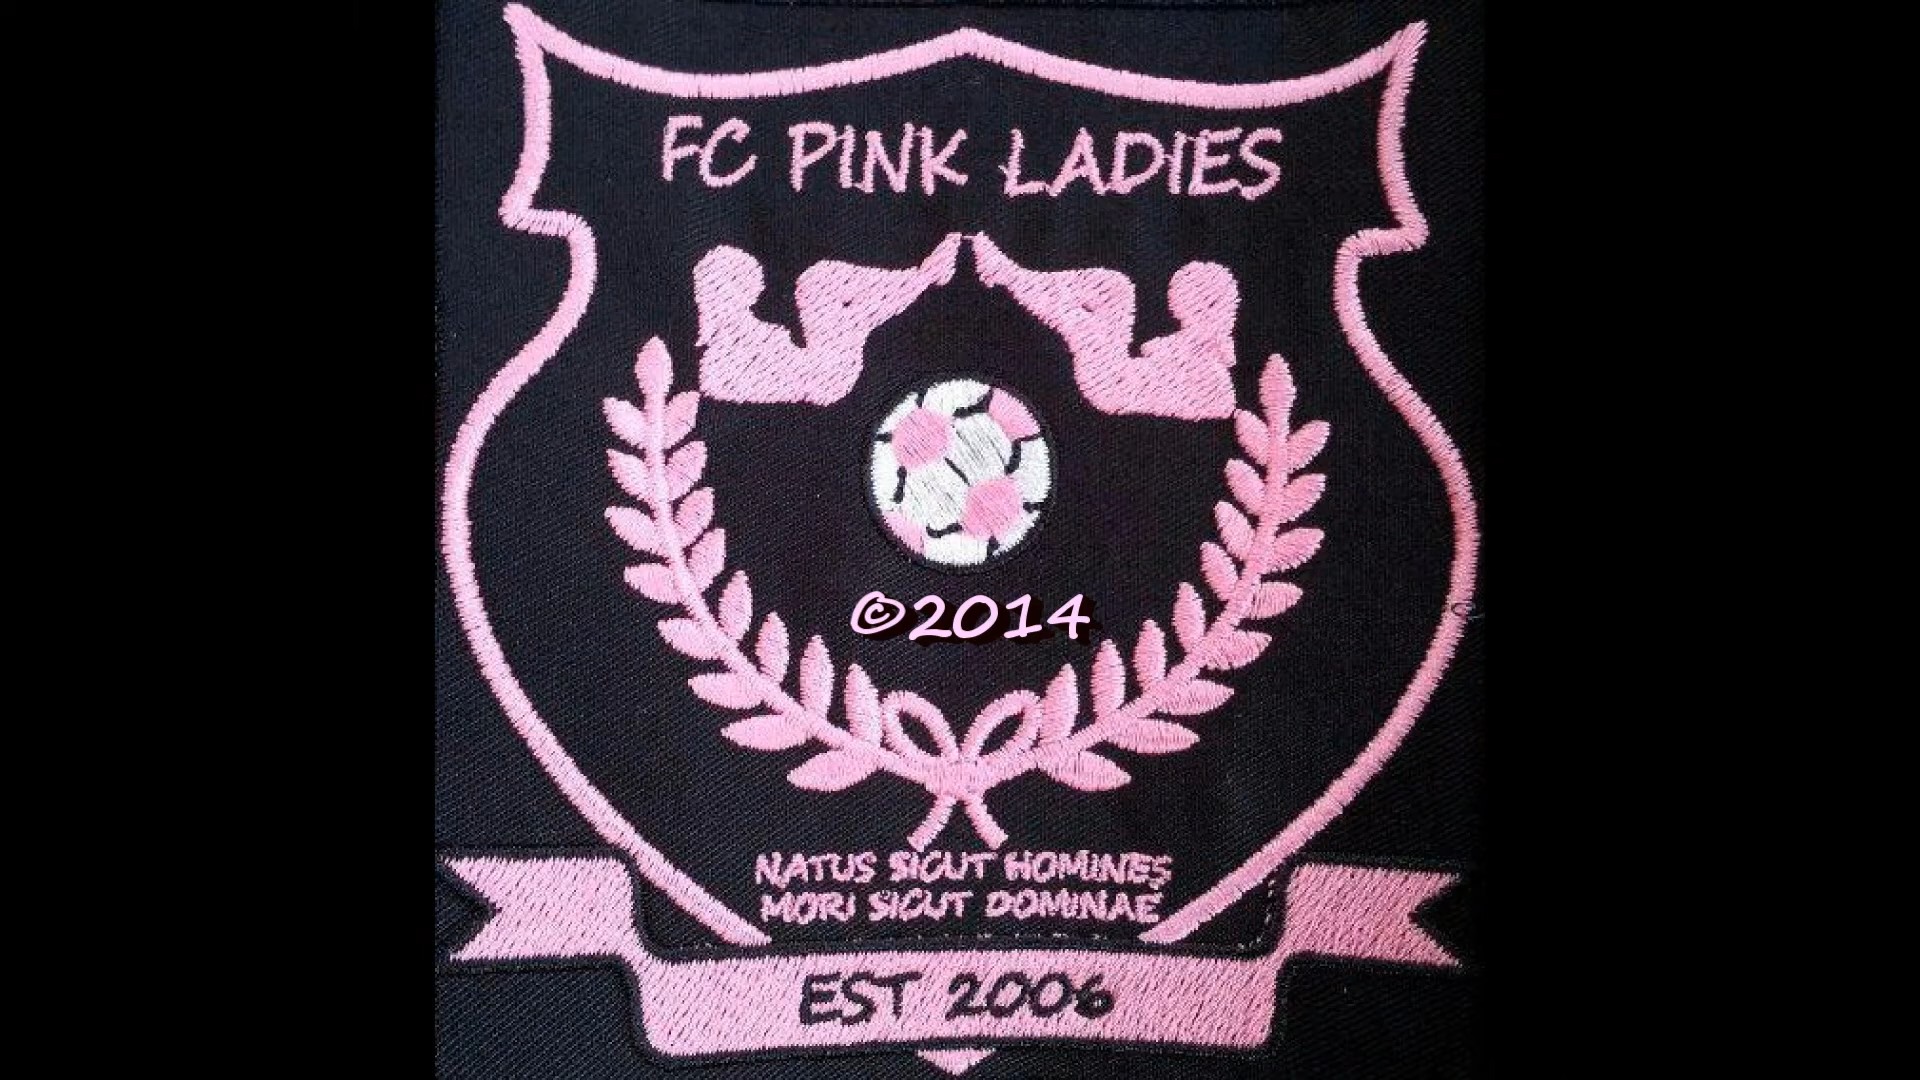 FC PINK LADIES
©2014
NATUS SICUT HOMINES
MORI SICUT DOMINAE
EST 2006